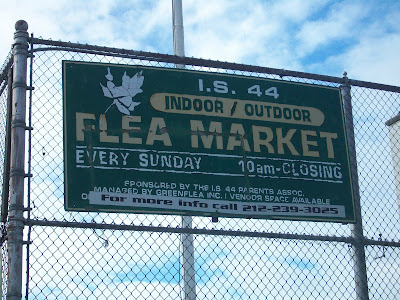 I.S. 44
INDOOR / OUTDOOR
FLEA MARKET
EVERY SUNDAY 10am-CLOSING
SPONSORED BY THE I.S. 44 PARENTS ASSOC.
MANAGED BY GREENFLEA INC. | VENDOR SPACE AVAILABLE
For more info call 212-239-3025